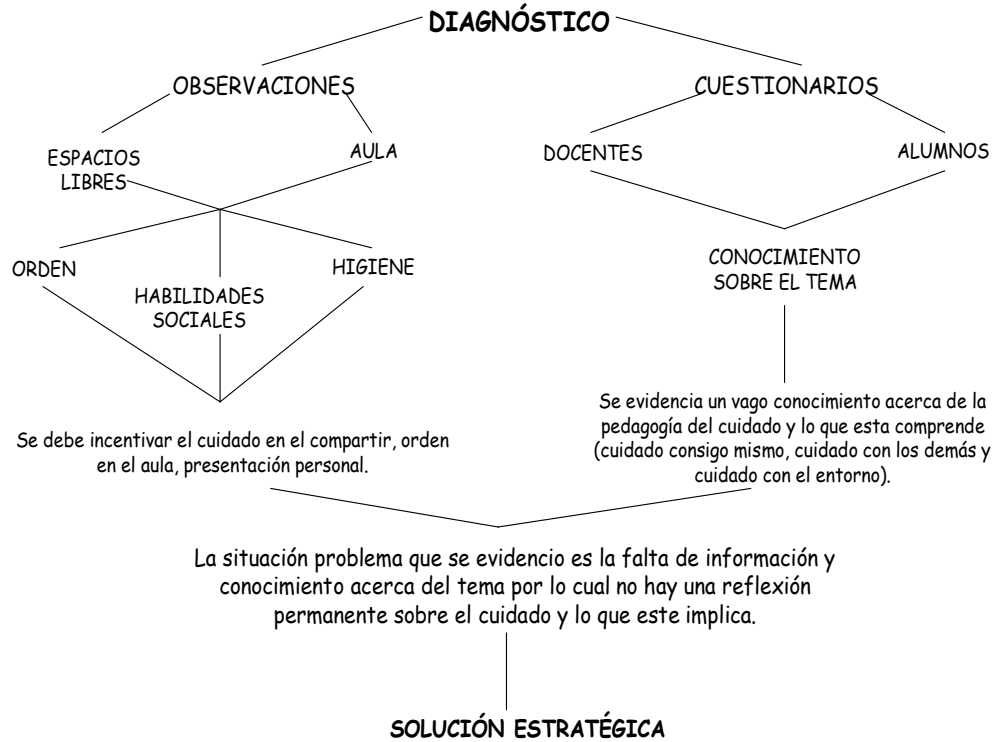 DIAGNÓSTICO
OBSERVACIONES
CUESTIONARIOS
ESPACIOS
LIBRES
AULA
DOCENTES
ALUMNOS
ORDEN
HABILIDADES
SOCIALES
HIGIENE
CONOCIMIENTO
SOBRE EL TEMA
Se debe incentivar el cuidado en el compartir, orden
en el aula, presentación personal.
Se evidencia un vago conocimiento acerca de la
pedagogía del cuidado y lo que esta comprende
(cuidado consigo mismo, cuidado con los demás y
cuidado con el entorno).
La situación problema que se evidencio es la falta de información y
conocimiento acerca del tema por lo cual no hay una reflexión
permanente sobre el cuidado y lo que este implica.
SOLUCIÓN ESTRATÉGICA